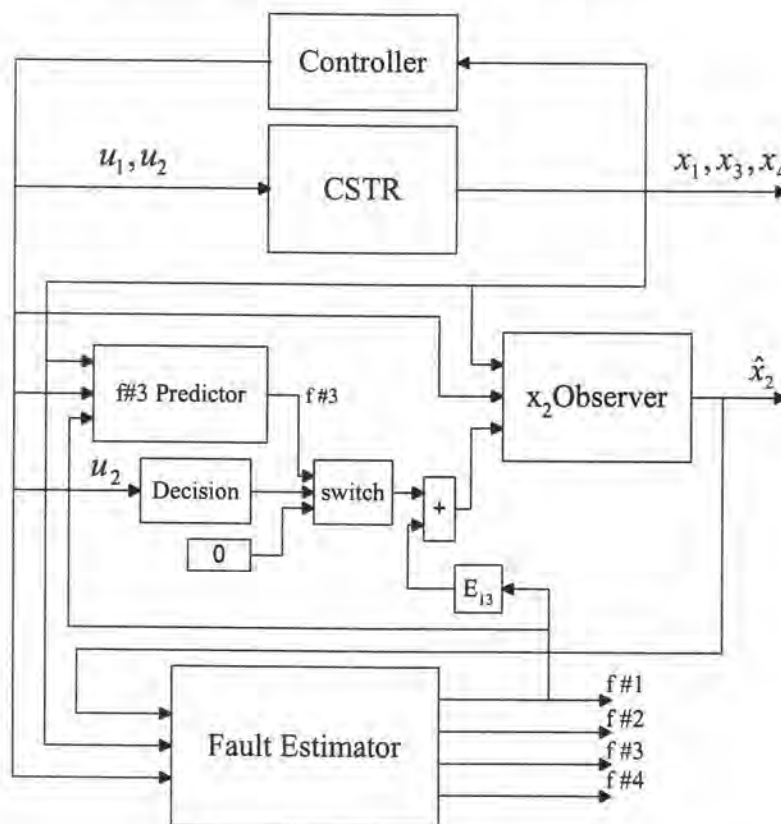 Controller
u₁, u₂
CSTR
x₁, x₃, x₄
f#3 Predictor
f #3
x₂Observer
x̂₂
u₂
Decision
switch
+
0
E₁₃
Fault Estimator
f #1
f #2
f #3
f #4